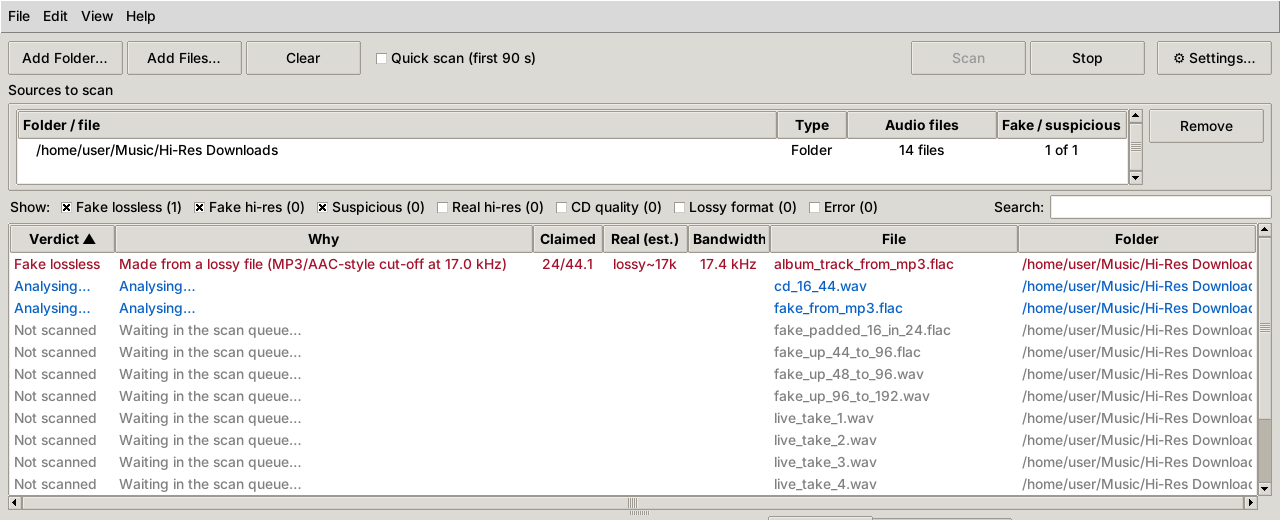 File Edit View Help
Add Folder... Add Files... Clear Quick scan (first 90 s) Scan Stop ⚙ Settings...
Sources to scan
Folder / file Type Audio files Fake / suspicious Remove
/home/user/Music/Hi-Res Downloads Folder 14 files 1 of 1
Show: Fake lossless (1) Fake hi-res (0) Suspicious (0) Real hi-res (0) CD quality (0) Lossy format (0) Error (0) Search:
Verdict ▲ Why Claimed Real (est.) Bandwidth File Folder
Fake lossless Made from a lossy file (MP3/AAC-style cut-off at 17.0 kHz) 24/44.1 lossy~17k 17.4 kHz album_track_from_mp3.flac /home/user/Music/Hi-Res Downloac
Analysing... Analysing... cd_16_44.wav /home/user/Music/Hi-Res Downloac
Analysing... Analysing... fake_from_mp3.flac /home/user/Music/Hi-Res Downloac
Not scanned Waiting in the scan queue... fake_padded_16_in_24.flac /home/user/Music/Hi-Res Downloac
Not scanned Waiting in the scan queue... fake_up_44_to_96.flac /home/user/Music/Hi-Res Downloac
Not scanned Waiting in the scan queue... fake_up_48_to_96.wav /home/user/Music/Hi-Res Downloac
Not scanned Waiting in the scan queue... fake_up_96_to_192.wav /home/user/Music/Hi-Res Downloac
Not scanned Waiting in the scan queue... live_take_1.wav /home/user/Music/Hi-Res Downloac
Not scanned Waiting in the scan queue... live_take_2.wav /home/user/Music/Hi-Res Downloac
Not scanned Waiting in the scan queue... live_take_3.wav /home/user/Music/Hi-Res Downloac
Not scanned Waiting in the scan queue... live_take_4.wav /home/user/Music/Hi-Res Downloac